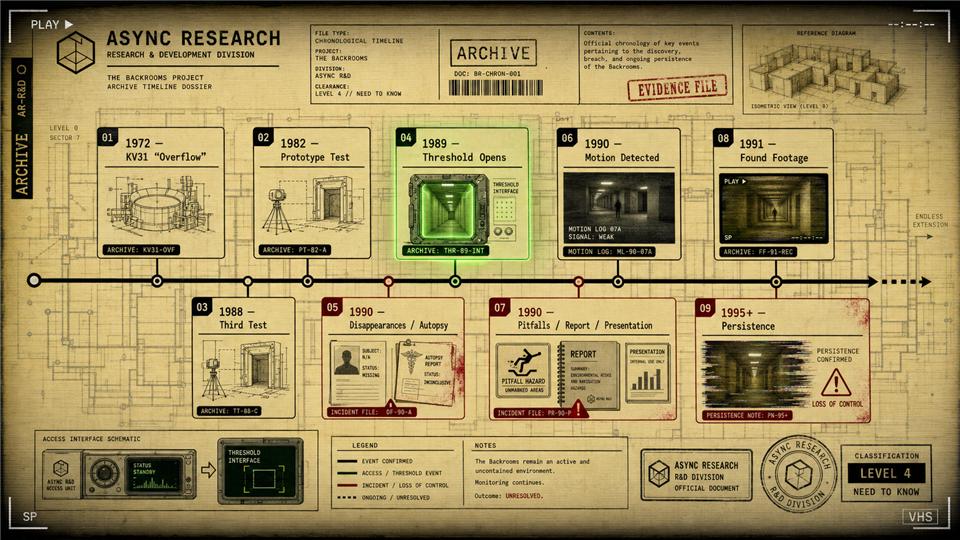 PLAY ▶
--:--:--
ARCHIVE AR-R&D
ASYNC RESEARCH
RESEARCH & DEVELOPMENT DIVISION
THE BACKROOMS PROJECT
ARCHIVE TIMELINE DOSSIER
FILE TYPE:
CHRONOLOGICAL TIMELINE
PROJECT:
THE BACKROOMS
DIVISION:
ASYNC R&D
CLEARANCE:
LEVEL 4 // NEED TO KNOW
ARCHIVE
DOC: BR-CHRON-001
CONTENTS:
Official chronology of key events
pertaining to the discovery,
breach, and ongoing persistence
of the Backrooms.
EVIDENCE FILE
REFERENCE DIAGRAM
ISOMETRIC VIEW (LEVEL 0)
LEVEL 0
SECTOR 7
01 1972 —
KV31 “Overflow”
ARCHIVE: KV31-OVF
02 1982 —
Prototype Test
ARCHIVE: PT-82-A
04 1989 —
Threshold Opens
THRESHOLD
INTERFACE
ARCHIVE: THR-89-INT
06 1990 —
Motion Detected
MOTION LOG 07A
SIGNAL: WEAK
MOTION LOG: ML-90-07A
08 1991 —
Found Footage
PLAY ▶
SP --:--:--
ARCHIVE: FF-91-REC
ENDLESS
EXTENSION
03 1988 —
Third Test
ARCHIVE: TT-88-C
05 1990 —
Disappearances / Autopsy
SUBJECT:
N/A
STATUS:
MISSING
AUTOPSY
REPORT
STATUS:
INCONCLUSIVE
INCIDENT FILE: DF-90-A
07 1990 —
Pitfalls / Report / Presentation
PITFALL HAZARD
UNMARKED AREAS
REPORT
SUMMARY:
ENVIRONMENTAL RISKS
AND NAVIGATION
HAZARDS
PRESENTATION
INTERNAL USE ONLY
INCIDENT FILE: PR-90-P
09 1995+ —
Persistence
PERSISTENCE
CONFIRMED
LOSS OF CONTROL
PERSISTENCE NOTE: PN-95+
ACCESS INTERFACE SCHEMATIC
ASYNC R&D
ACCESS UNIT
STATUS
STANDBY
THRESHOLD
INTERFACE
LEGEND
EVENT CONFIRMED
ACCESS / THRESHOLD EVENT
INCIDENT / LOSS OF CONTROL
ONGOING / UNRESOLVED
NOTES
The Backrooms remain an active and
uncontained environment.
Monitoring continues.
Outcome: UNRESOLVED.
ASYNC RESEARCH
R&D DIVISION
OFFICIAL DOCUMENT
ASYNC RESEARCH
R&D DIVISION
CLASSIFICATION
LEVEL 4
NEED TO KNOW
SP
VHS